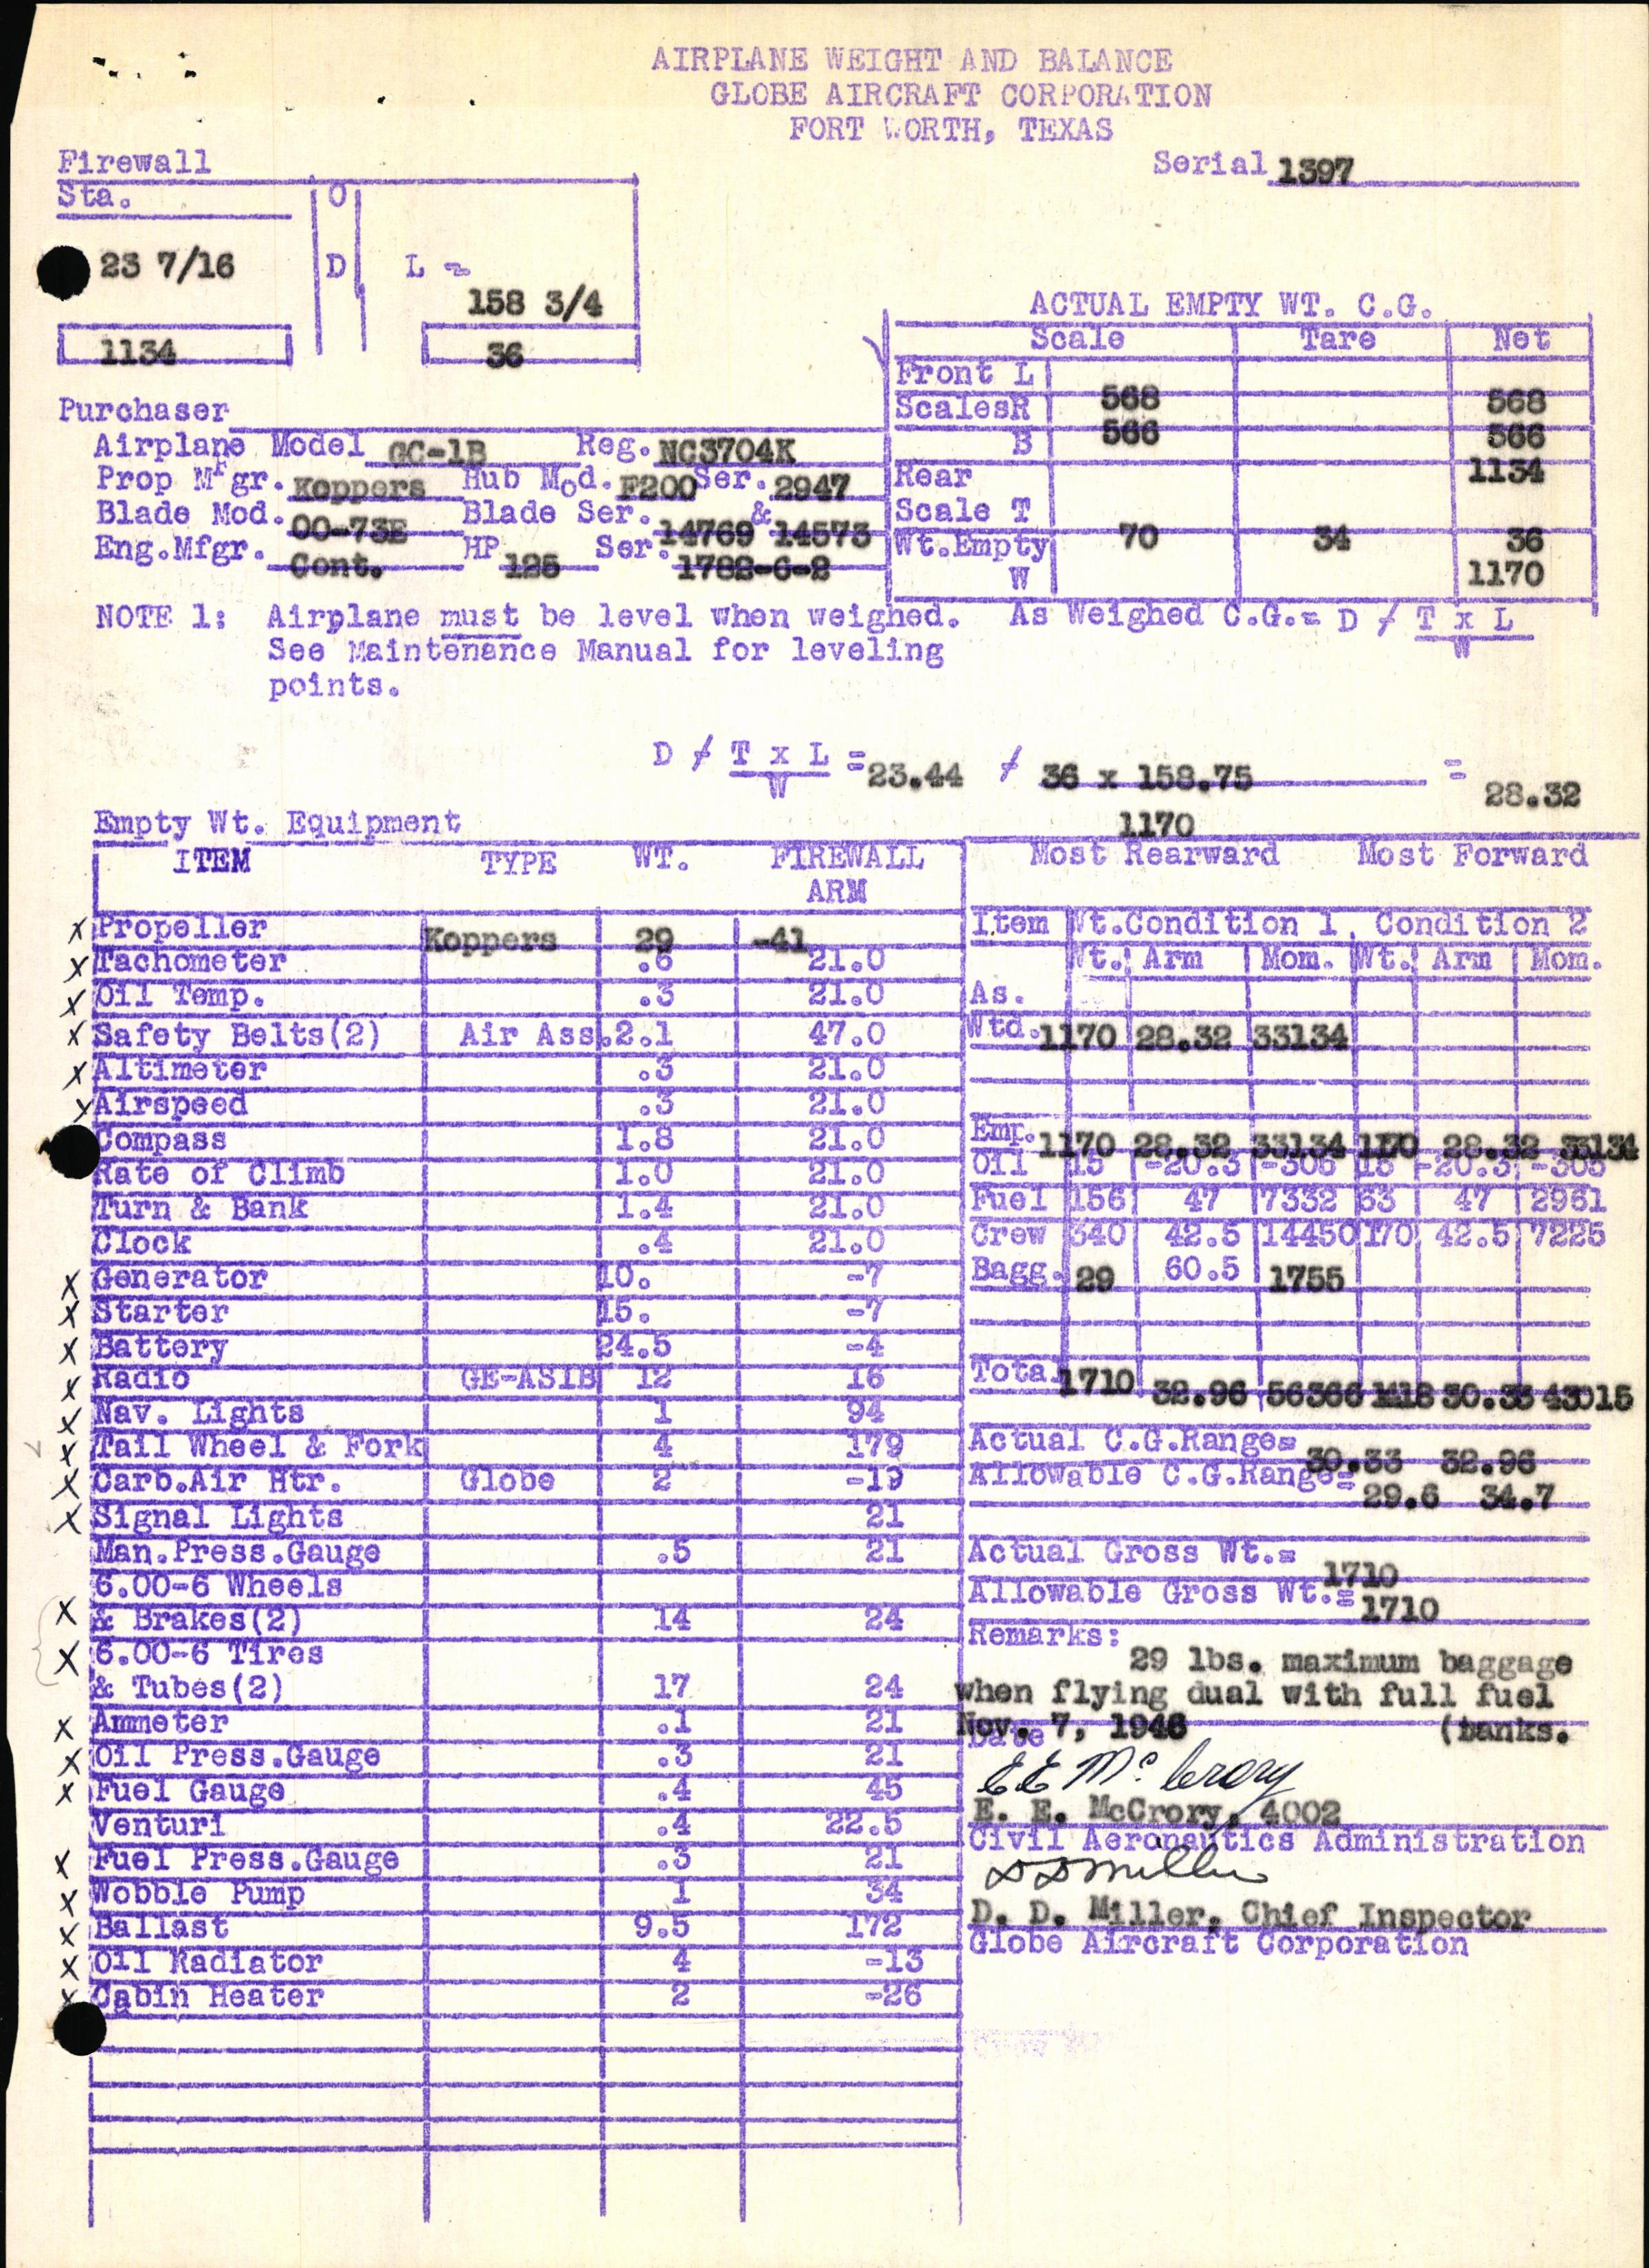 AIRPLANE WEIGHT AND BALANCE
GLOBE AIRCRAFT CORPORATION
FORT WORTH, TEXAS
Serial 1397
Firewall
Sta. O
23 7/16 D L =
158 3/4
1134 36
ACTUAL EMPTY WT. C.G.
Scale Tare Net
Front L 568 568
Scales R 566 566
B 1134
Rear
Scale T 70 34 36
Wt.Empty
W 1170
Purchaser
Airplane Model GC-1B Reg. NC3704K
Prop Mfgr. Koppers Hub Mod. F200 Ser. 2947
Blade Mod. 00-73E Blade Ser. 14769 & 14573
Eng.Mfgr. Cont. HP 125 Ser. 1782-6-2
NOTE 1: Airplane must be level when weighed. As Weighed C.G.= D / T x L
See Maintenance Manual for leveling W
points.
D / T x L = 23.44 / 36 x 158.75 = 28.32
W 1170
Empty Wt. Equipment
ITEM TYPE WT. FIREWALL
ARM
x Propeller Koppers 29 -41
x Tachometer .6 21.0
x Oil Temp. .3 21.0
x Safety Belts(2) Air Ass. 2.1 47.0
x Altimeter .3 21.0
x Airspeed .3 21.0
Compass 1.8 21.0
Rate of Climb 1.0 21.0
Turn & Bank 1.4 21.0
Clock .4 21.0
x Generator 10. -7
x Starter 15. -7
x Battery 24.5 -4
x Radio GE-AS1B 12 16
x Nav. Lights 1 94
x Tail Wheel & Fork 4 179
x Carb.Air Htr. Globe 2 -19
x Signal Lights 21
Man.Press.Gauge .5 21
6.00-6 Wheels
x & Brakes(2) 14 24
x 6.00-6 Tires
& Tubes(2) 17 24
x Ammeter .1 21
x Oil Press.Gauge .3 21
x Fuel Gauge .4 45
Venturi .4 22.5
x Fuel Press.Gauge .3 21
x Wobble Pump 1 34
x Ballast 9.5 172
x Oil Radiator 4 -13
x Cabin Heater 2 -26
Most Rearward Most Forward
Item Wt.Condition 1, Condition 2
Wt. Arm Mom. Wt. Arm Mom.
As.
Wtd. 1170 28.32 33134
Emp. 1170 28.32 33134 1170 28.32 33134
Oil 15 -20.3 -305 15 -20.3 -305
Fuel 156 47 7332 63 47 2961
Crew 340 42.5 14450 170 42.5 7225
Bagg. 29 60.5 1755
Total 1710 32.96 56366 1418 30.33 43015
Actual C.G.Range= 30.33 32.96
Allowable C.G.Range= 29.6 34.7
Actual Gross Wt.= 1710
Allowable Gross Wt.= 1710
Remarks:
29 lbs. maximum baggage
when flying dual with full fuel
Nov. 7, 1946 (tanks.
Date
E E McCrory
E. E. McCrory, 4002
Civil Aeronautics Administration
D D Miller
D. D. Miller, Chief Inspector
Globe Aircraft Corporation